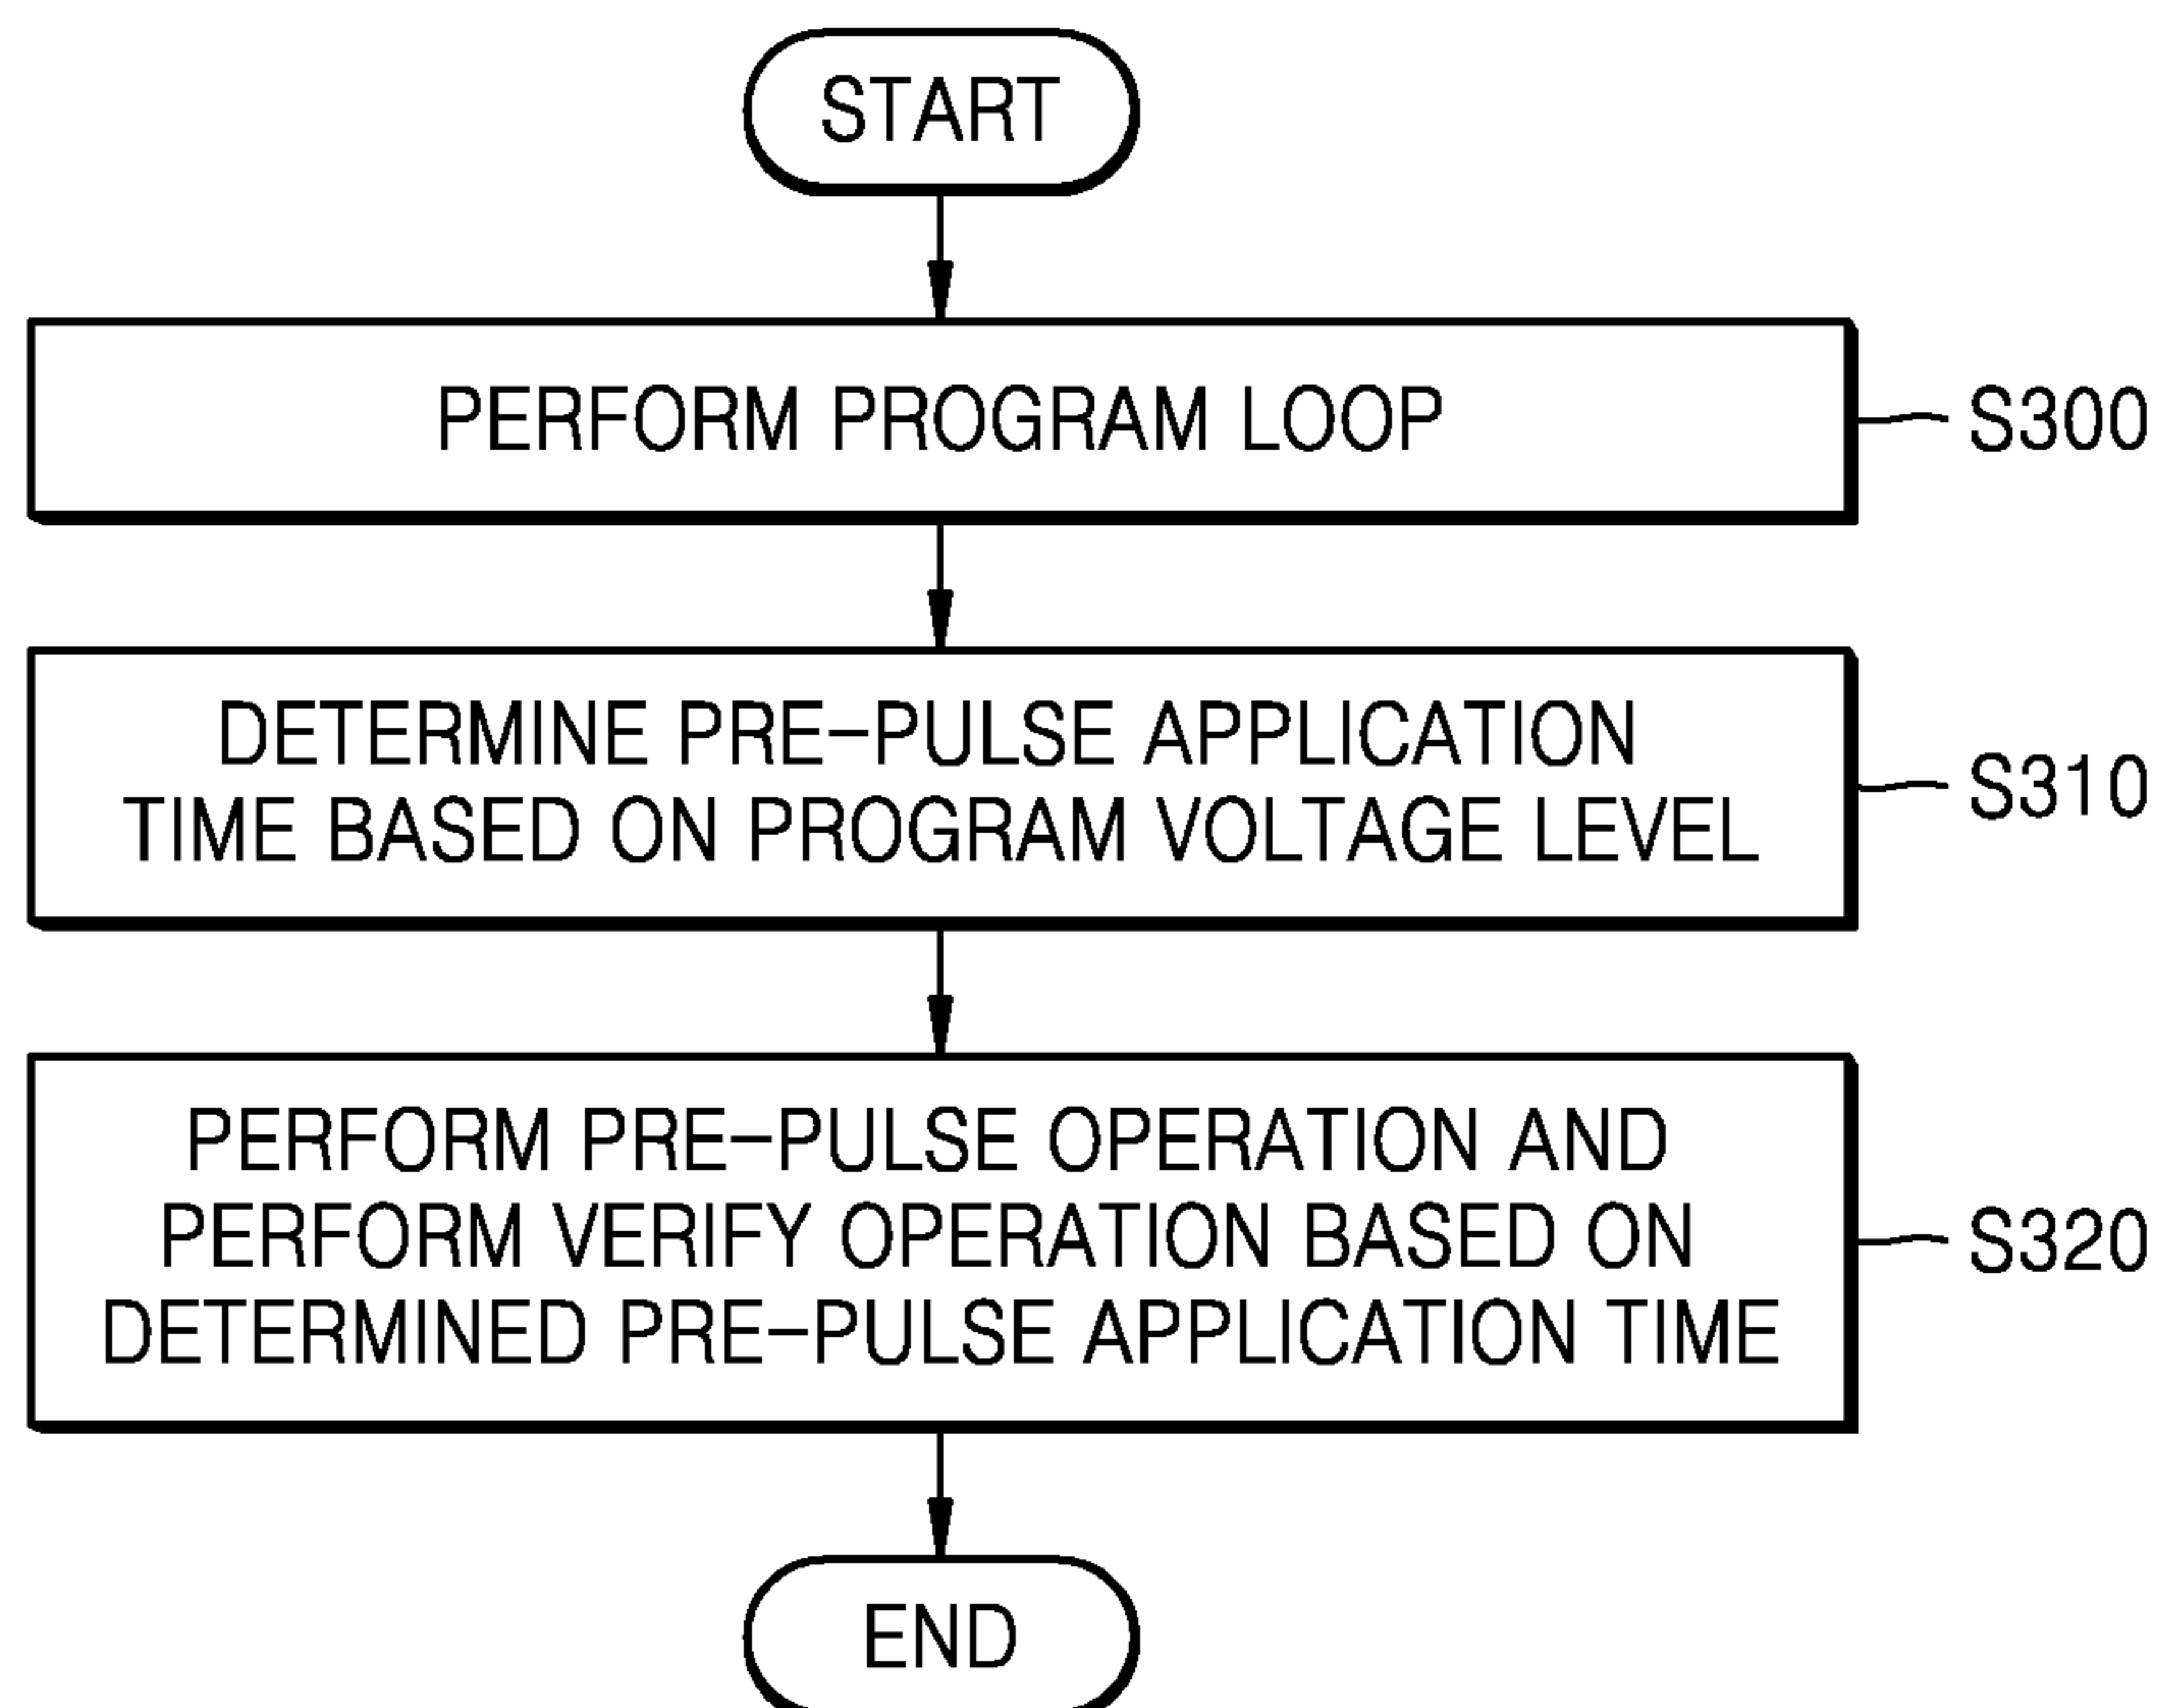 START
PERFORM PROGRAM LOOP
S300
DETERMINE PRE-PULSE APPLICATION
TIME BASED ON PROGRAM VOLTAGE LEVEL
S310
PERFORM PRE-PULSE OPERATION AND
PERFORM VERIFY OPERATION BASED ON
DETERMINED PRE-PULSE APPLICATION TIME
S320
END